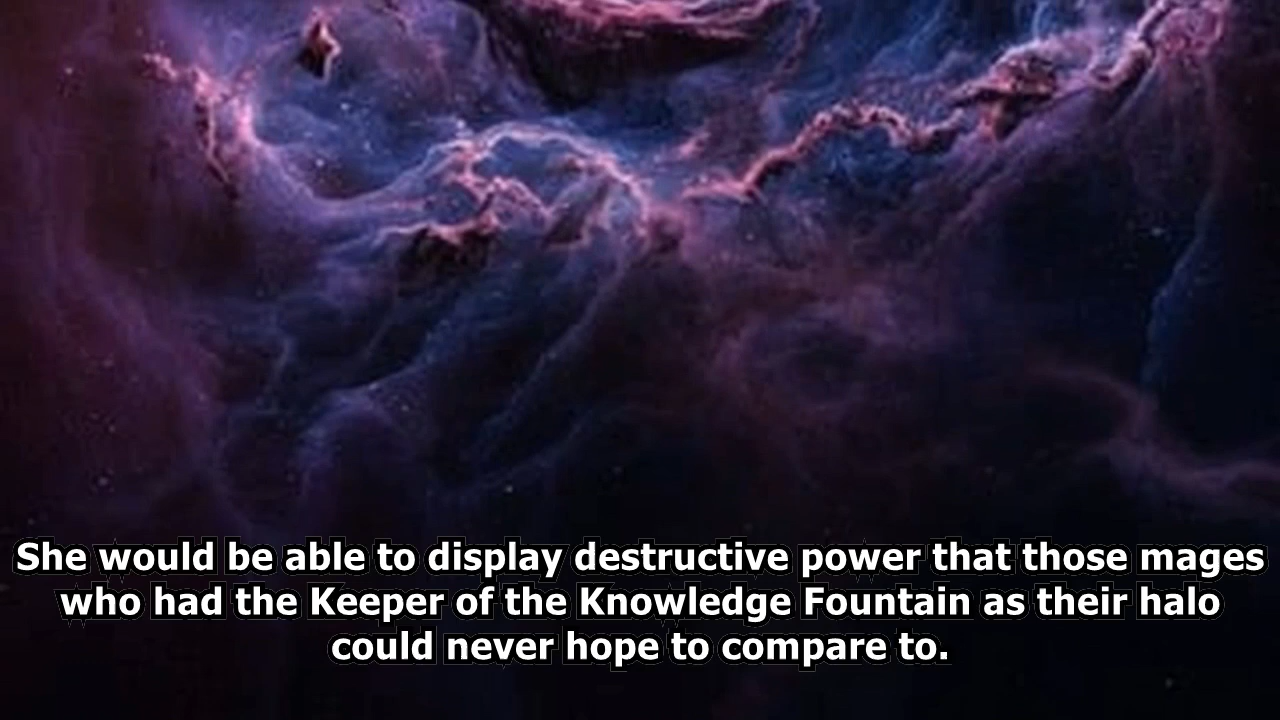 She would be able to display destructive power that those mages
who had the Keeper of the Knowledge Fountain as their halo
could never hope to compare to.